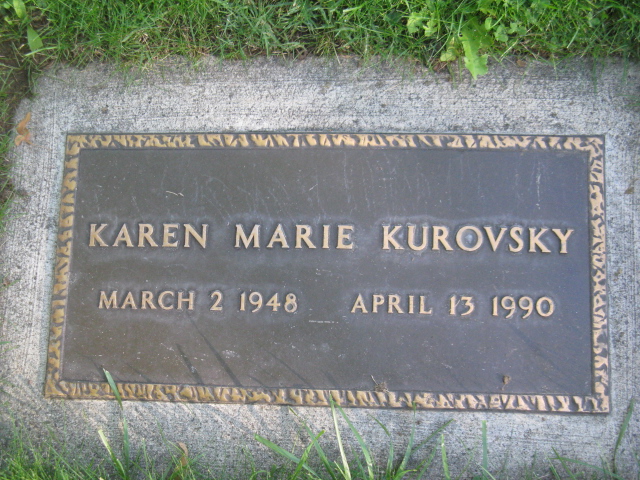 KAREN MARIE KUROVSKY
MARCH 2 1948 APRIL 13 1990